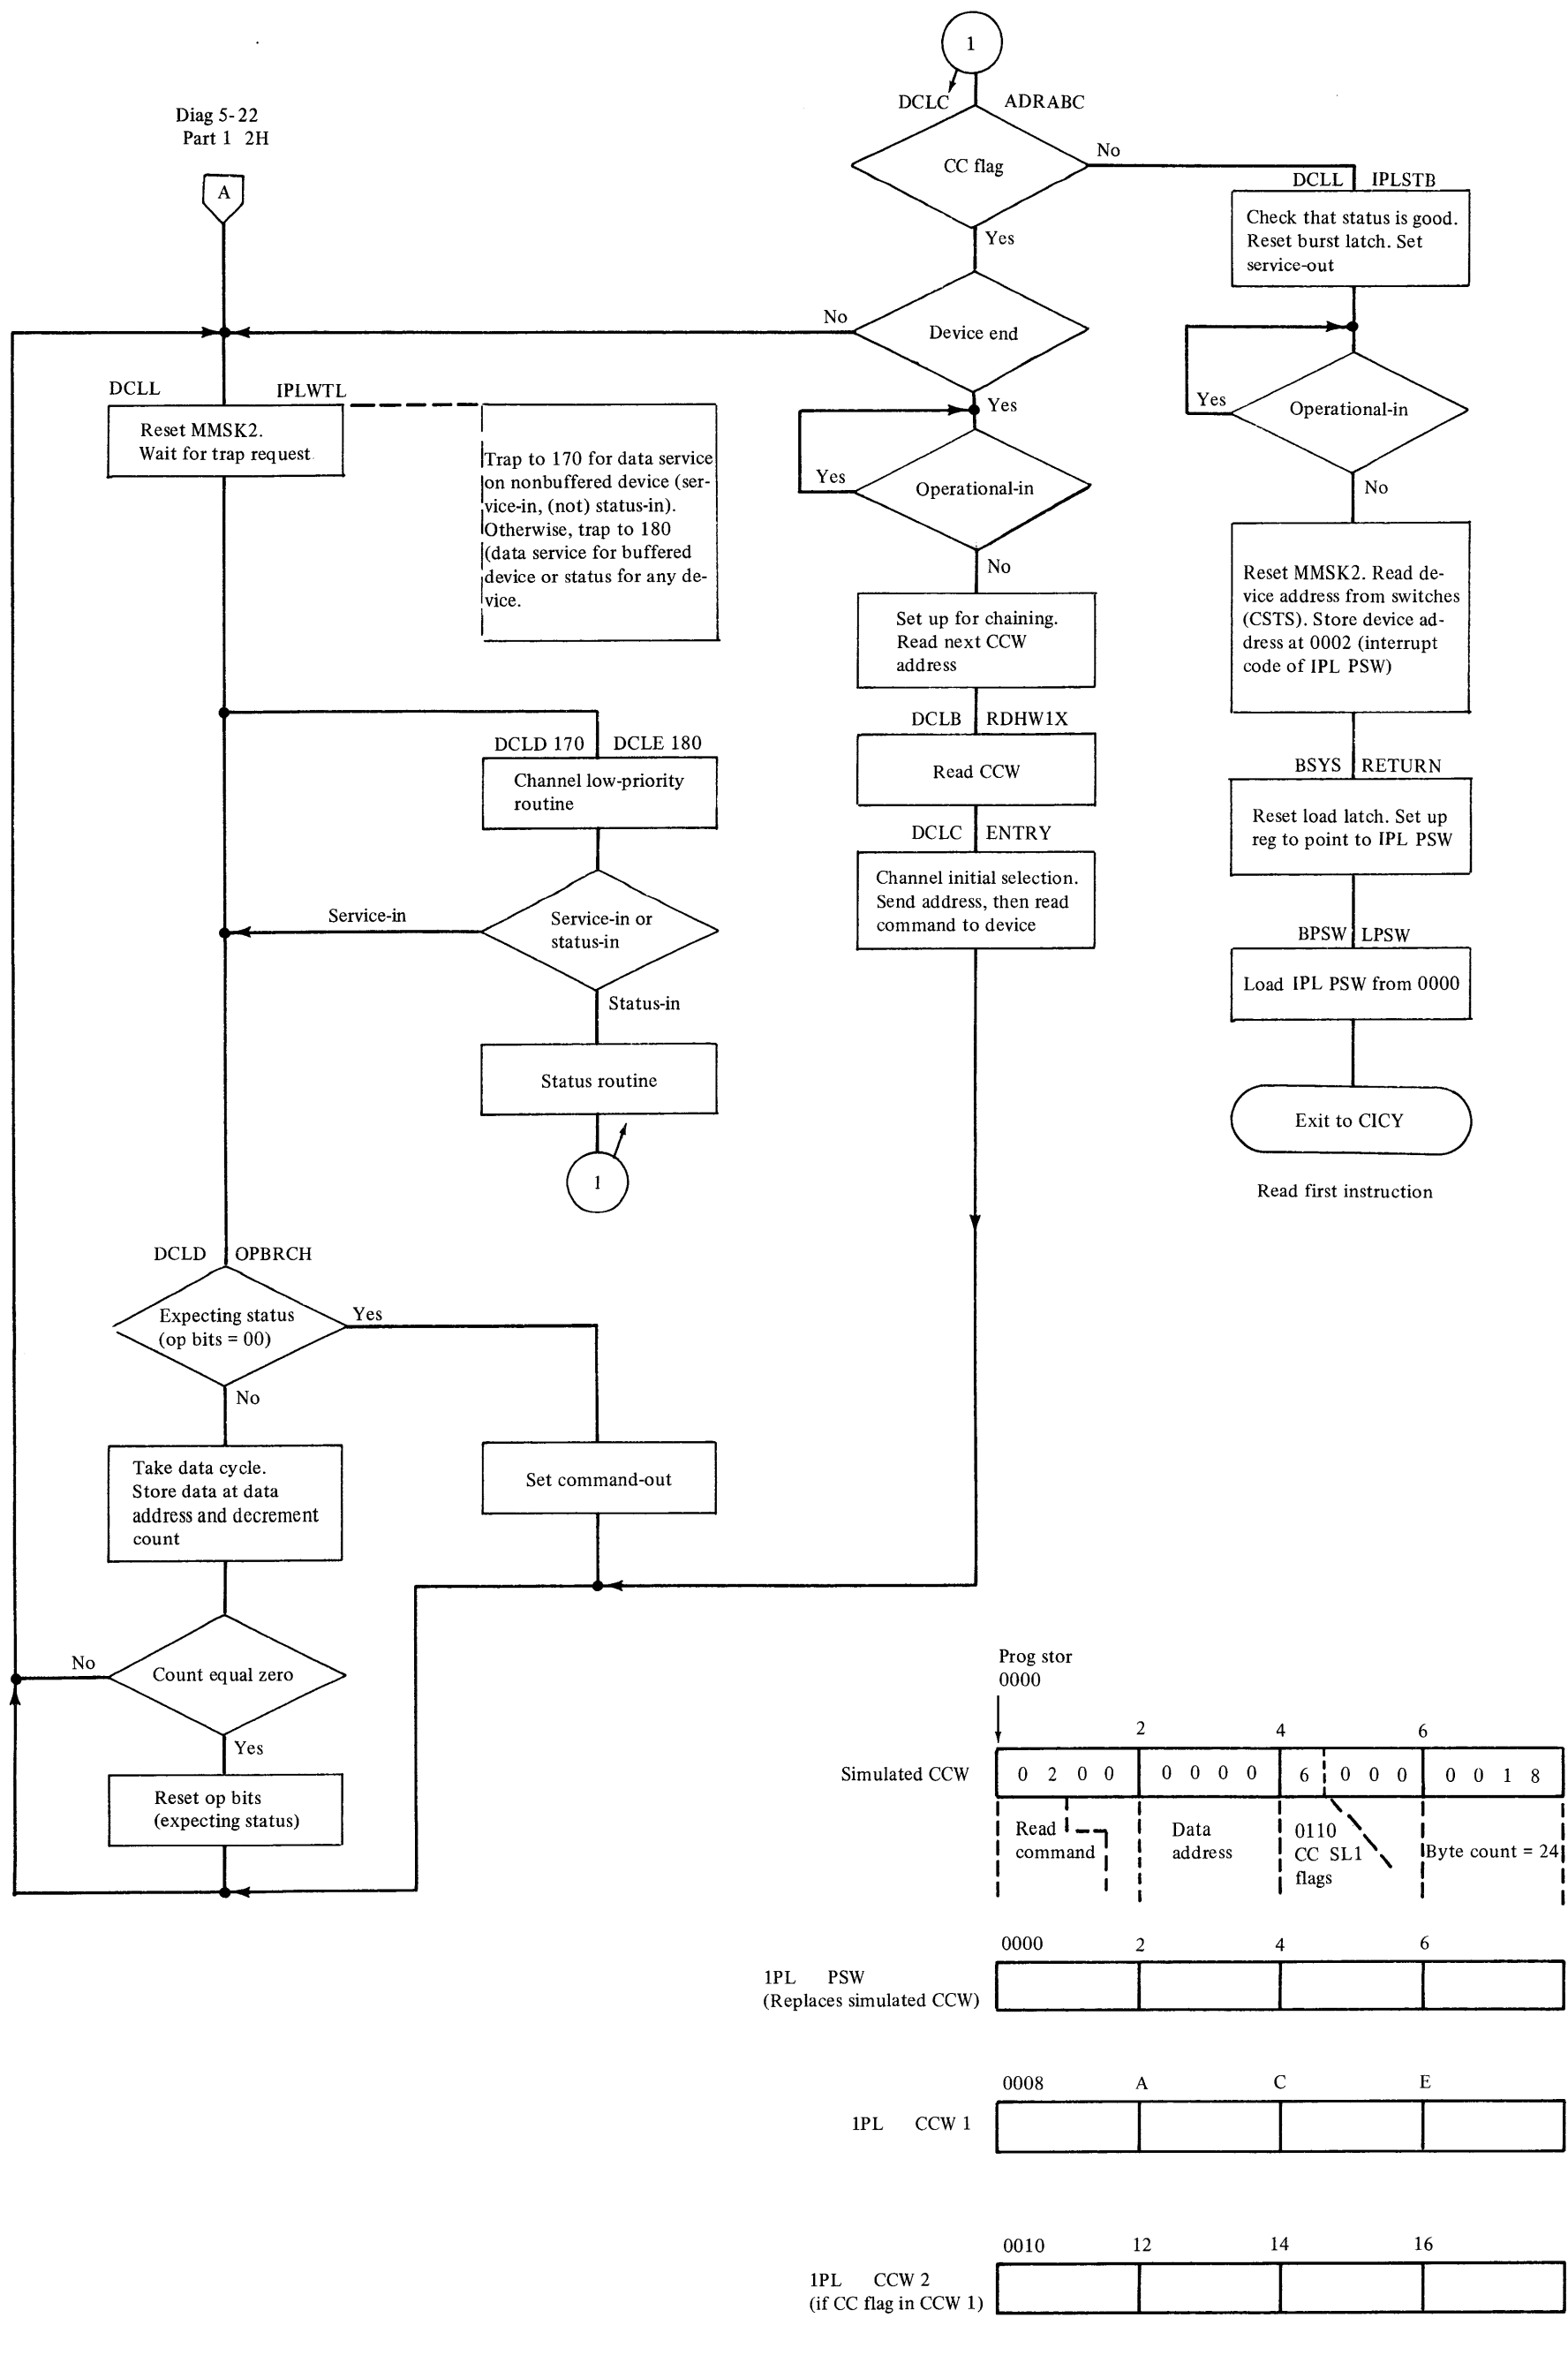 Diag 5-22
Part 1 2H
A
DCLL IPLWTL
Reset MMSK2.
Wait for trap request
Trap to 170 for data service
on nonbuffered device (ser-
vice-in, (not) status-in).
Otherwise, trap to 180
(data service for buffered
device or status for any de-
vice.
DCLD 170 DCLE 180
Channel low-priority
routine
Service-in or
status-in
Service-in
Status-in
Status routine
1
DCLD OPBRCH
Expecting status
(op bits = 00)
Yes
No
Set command-out
Take data cycle.
Store data at data
address and decrement
count
Count equal zero
No
Yes
Reset op bits
(expecting status)
1
DCLC ADRABC
CC flag
No
Yes
Device end
No
Yes
Operational-in
Yes
No
Set up for chaining.
Read next CCW
address
DCLB RDHW1X
Read CCW
DCLC ENTRY
Channel initial selection.
Send address, then read
command to device
DCLL IPLSTB
Check that status is good.
Reset burst latch. Set
service-out
Operational-in
Yes
No
Reset MMSK2. Read de-
vice address from switches
(CSTS). Store device ad-
dress at 0002 (interrupt
code of IPL PSW)
BSYS RETURN
Reset load latch. Set up
reg to point to IPL PSW
BPSW LPSW
Load IPL PSW from 0000
Exit to CICY
Read first instruction
Prog stor
0000
2 4 6
Simulated CCW 0 2 0 0 0 0 0 0 6 0 0 0 0 0 1 8
Read
command
Data
address
0110
CC SL1
flags
Byte count = 24
0000 2 4 6
1PL PSW
(Replaces simulated CCW)
0008 A C E
1PL CCW 1
0010 12 14 16
1PL CCW 2
(if CC flag in CCW 1)